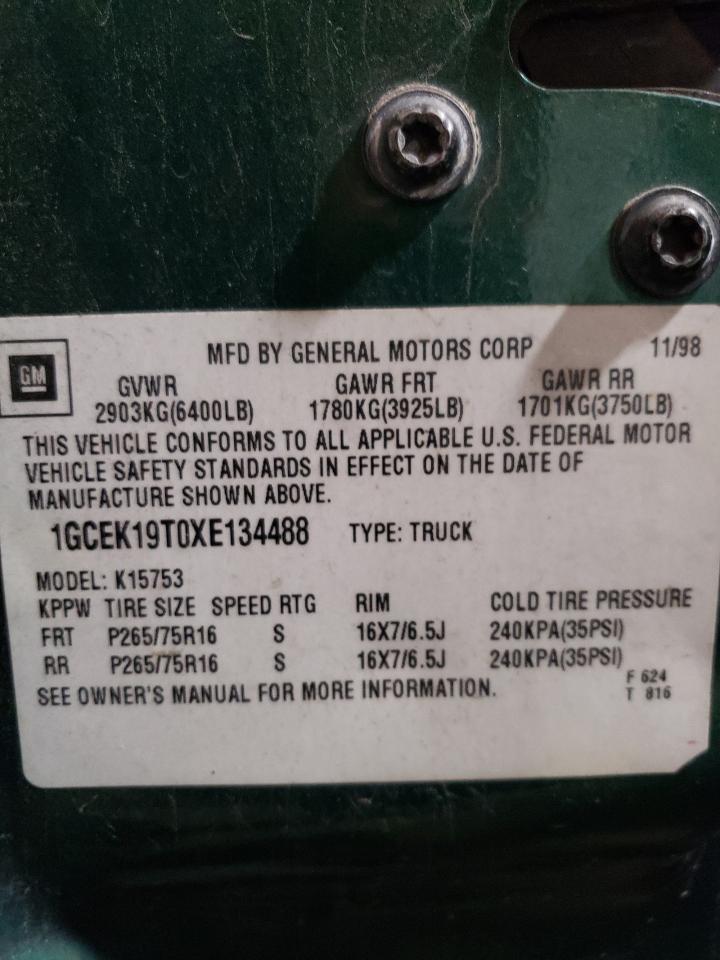 MFD BY GENERAL MOTORS CORP 11/98
GM
GVWR GAWR FRT GAWR RR
2903KG(6400LB) 1780KG(3925LB) 1701KG(3750LB)
THIS VEHICLE CONFORMS TO ALL APPLICABLE U.S. FEDERAL MOTOR
VEHICLE SAFETY STANDARDS IN EFFECT ON THE DATE OF
MANUFACTURE SHOWN ABOVE.
1GCEK19T0XE134488 TYPE: TRUCK
MODEL: K15753
KPPW TIRE SIZE SPEED RTG RIM COLD TIRE PRESSURE
FRT P265/75R16 S 16X7/6.5J 240KPA(35PSI)
RR P265/75R16 S 16X7/6.5J 240KPA(35PSI)
SEE OWNER'S MANUAL FOR MORE INFORMATION.
F 624
T 816